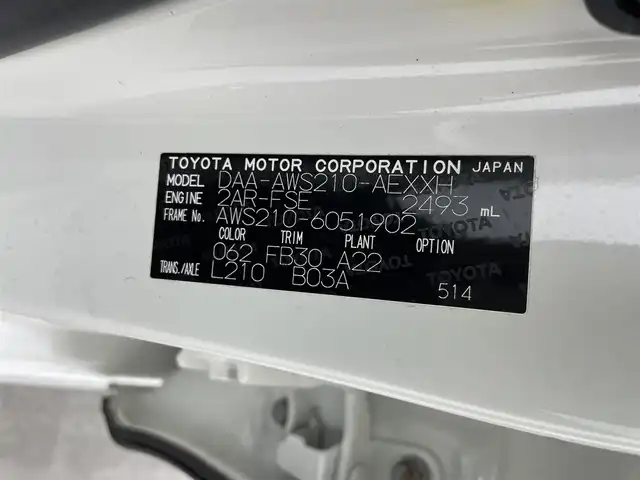 TOYOTA MOTOR CORPORATION JAPAN
MODEL DAA-AWS210-AEXXH
ENGINE 2AR-FSE 2493 mL
FRAME No. AWS210-6051902
COLOR TRIM PLANT OPTION
062 FB30 A22
TRANS./AXLE L210 B03A
514